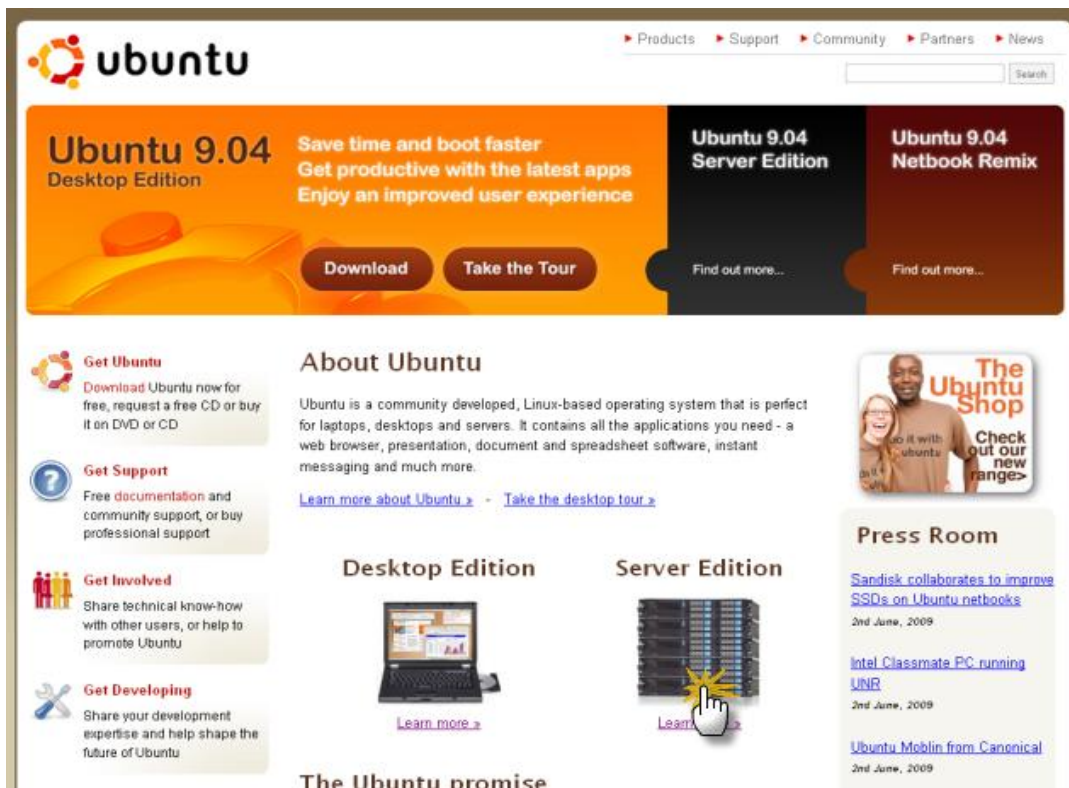 ubuntu
Products Support Community Partners News
Search
Ubuntu 9.04
Desktop Edition
Save time and boot faster
Get productive with the latest apps
Enjoy an improved user experience
Download
Take the Tour
Ubuntu 9.04
Server Edition
Find out more...
Ubuntu 9.04
Netbook Remix
Find out more...
Get Ubuntu
Download Ubuntu now for
free, request a free CD or buy
it on DVD or CD
Get Support
Free documentation and
community support, or buy
professional support
Get Involved
Share technical know-how
with other users, or help to
promote Ubuntu
Get Developing
Share your development
expertise and help shape the
future of Ubuntu
About Ubuntu
Ubuntu is a community developed, Linux-based operating system that is perfect
for laptops, desktops and servers. It contains all the applications you need - a
web browser, presentation, document and spreadsheet software, instant
messaging and much more.
Learn more about Ubuntu » - Take the desktop tour »
Desktop Edition
Learn more »
Server Edition
Learn »
The Ubuntu promise
The
Ubuntu
Shop
do it with
ubuntu
Check
out our
new
range>
Press Room
Sandisk collaborates to improve
SSDs on Ubuntu netbooks
2nd June, 2009
Intel Classmate PC running
UNR
2nd June, 2009
Ubuntu Moblin from Canonical
2nd June, 2009